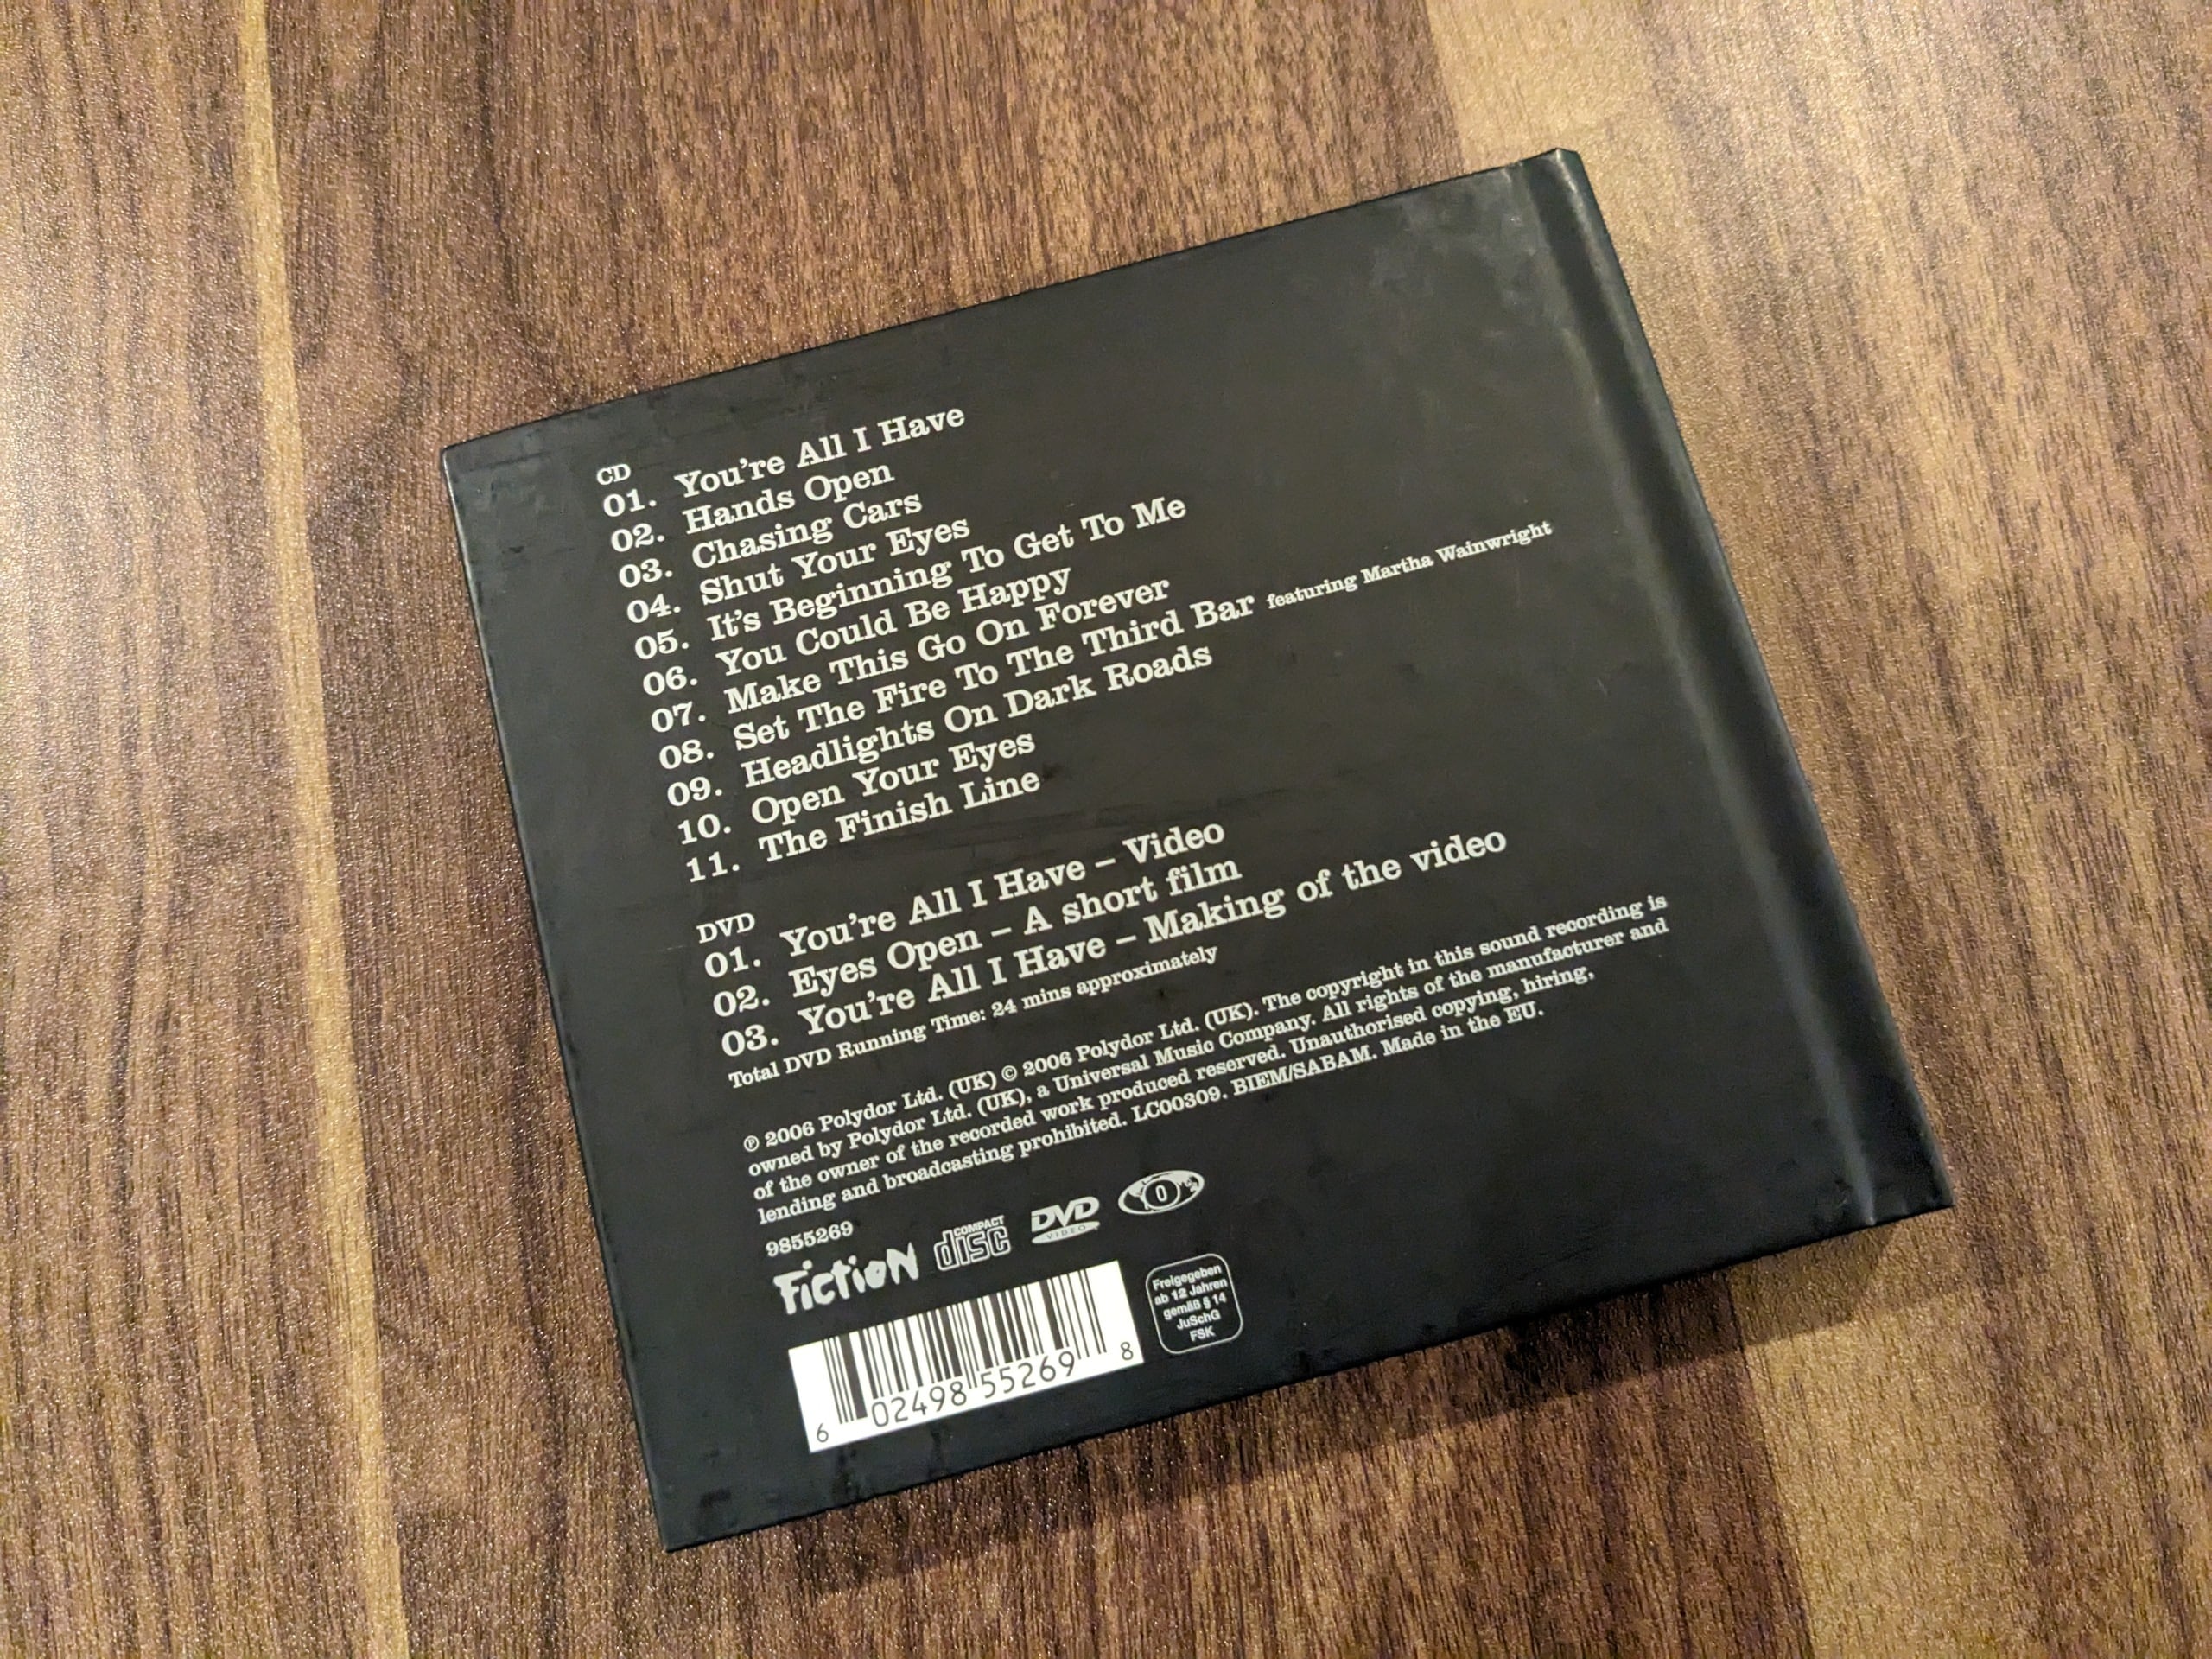 CD
01. You're All I Have
02. Hands Open
03. Chasing Cars
04. Shut Your Eyes
05. It's Beginning To Get To Me
06. You Could Be Happy
07. Make This Go On Forever
08. Set The Fire To The Third Bar featuring Martha Wainwright
09. Headlights On Dark Roads
10. Open Your Eyes
11. The Finish Line
DVD
01. You're All I Have – Video
02. Eyes Open – A short film
03. You're All I Have – Making of the video
Total DVD Running Time: 24 mins approximately
℗ 2006 Polydor Ltd. (UK) © 2006 Polydor Ltd. (UK). The copyright in this sound recording is
owned by Polydor Ltd. (UK), a Universal Music Company. All rights of the manufacturer and
of the owner of the recorded work produced reserved. Unauthorised copying, hiring,
lending and broadcasting prohibited. LC00309. BIEM/SABAM. Made in the EU.
9855269
Fiction
COMPACT
disc
DVD
VIDEO
0
Freigegeben
ab 12 Jahren
gemäß § 14
JuSchG
FSK
6 02498 55269 8